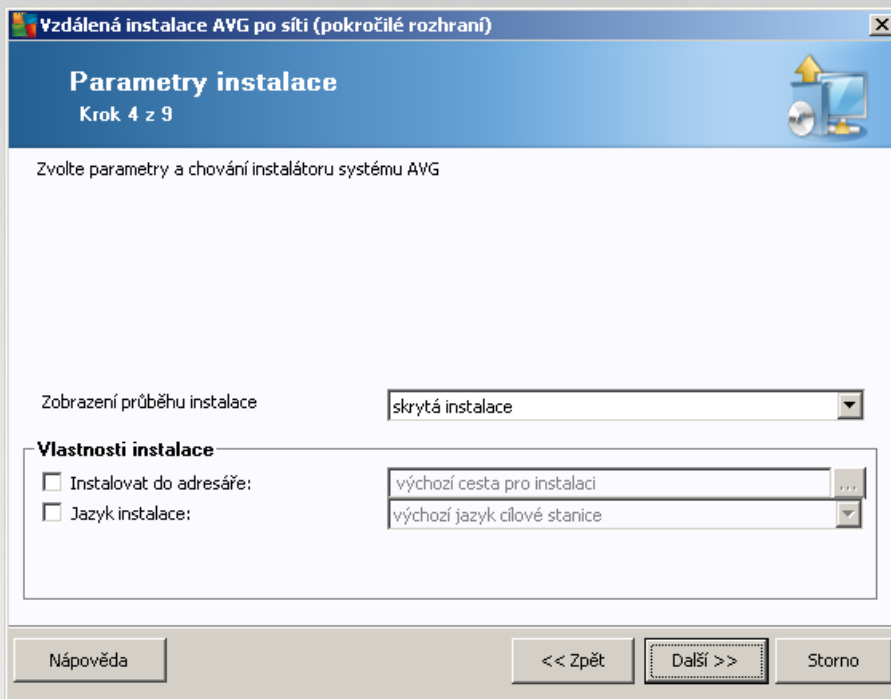 Vzdálená instalace AVG po síti (pokročilé rozhraní)
Parametry instalace
Krok 4 z 9
Zvolte parametry a chování instalátoru systému AVG
Zobrazení průběhu instalace
skrytá instalace
Vlastnosti instalace
Instalovat do adresáře:
výchozí cesta pro instalaci
...
Jazyk instalace:
výchozí jazyk cílové stanice
Nápověda
<< Zpět
Další >>
Storno